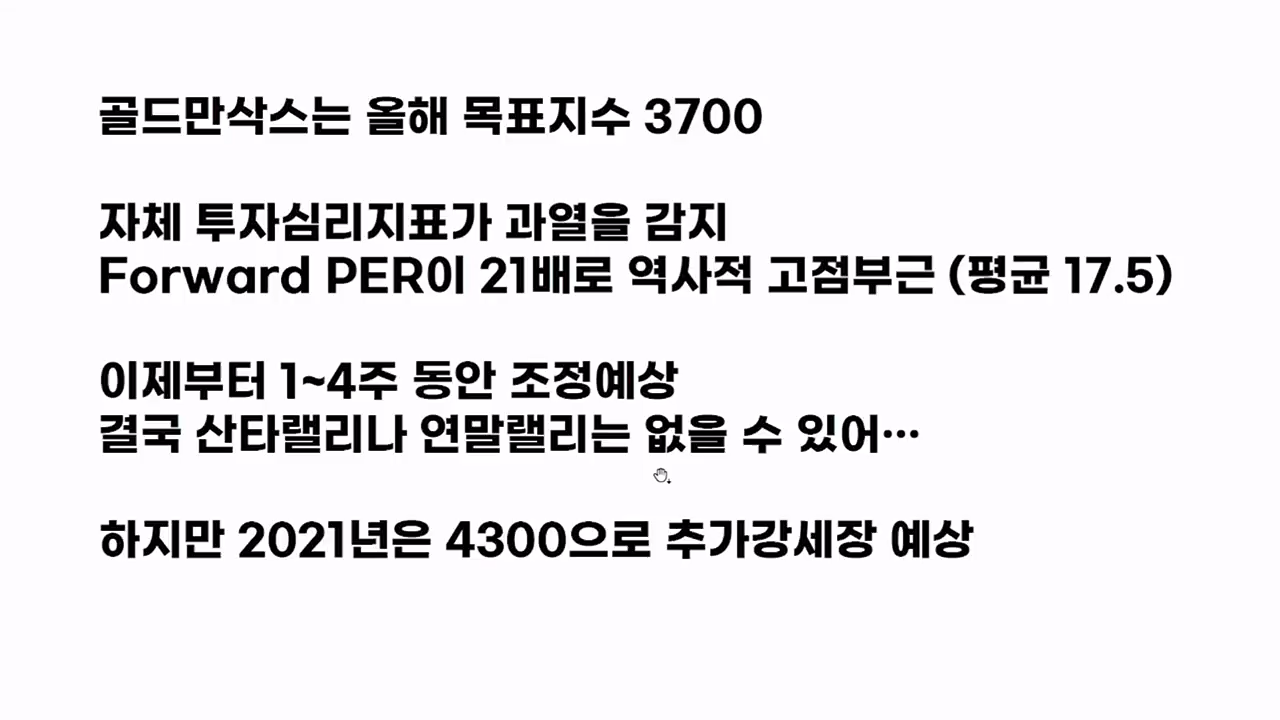 골드만삭스는 올해 목표지수 3700
자체 투자심리지표가 과열을 감지
Forward PER이 21배로 역사적 고점부근 (평균 17.5)
이제부터 1~4주 동안 조정예상
결국 산타랠리나 연말랠리는 없을 수 있어…
하지만 2021년은 4300으로 추가강세장 예상